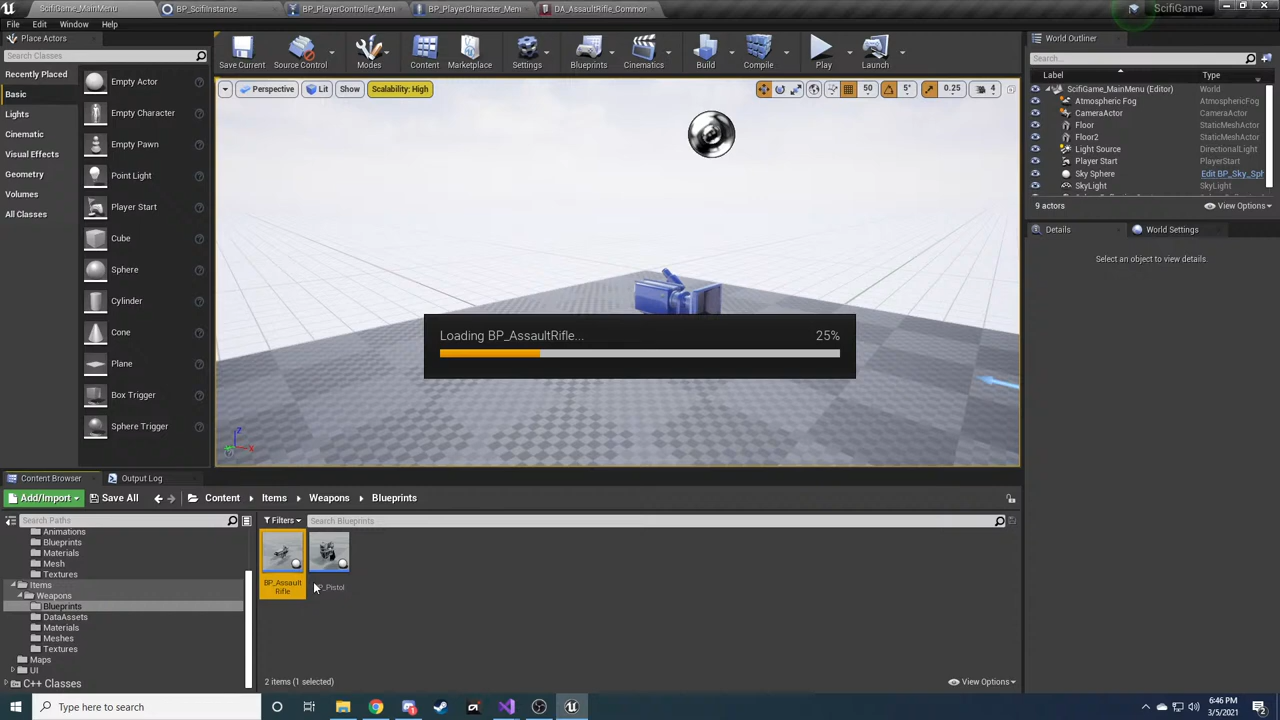 ScifiGame_MainMenu
BP_ScifiInstance
BP_PlayerController_Menu
BP_PlayerCharacter_Menu
DA_AssaultRifle_Common
ScifiGame
File Edit Window Help
Place Actors
Search Classes
Recently Placed
Basic
Lights
Cinematic
Visual Effects
Geometry
Volumes
All Classes
Empty Actor
Empty Character
Empty Pawn
Point Light
Player Start
Cube
Sphere
Cylinder
Cone
Plane
Box Trigger
Sphere Trigger
Save Current
Source Control
Modes
Content
Marketplace
Settings
Blueprints
Cinematics
Build
Compile
Play
Launch
Perspective Lit Show Scalability: High
50 5° 0.25 4
Loading BP_AssaultRifle... 25%
Z
X
World Outliner
Search...
Label Type
ScifiGame_MainMenu (Editor) World
Atmospheric Fog AtmosphericFog
CameraActor CameraActor
Floor StaticMeshActor
Floor2 StaticMeshActor
Light Source DirectionalLight
Player Start PlayerStart
Sky Sphere Edit BP_Sky_Sph
SkyLight SkyLight
9 actors View Options
Details World Settings
Select an object to view details.
Content Browser Output Log
Add/Import Save All Content Items Weapons Blueprints
Search Paths
Filters Search Blueprints
Animations
Blueprints
Materials
Mesh
Textures
Items
Weapons
Blueprints
DataAssets
Materials
Meshes
Textures
Maps
UI
C++ Classes
BP_Assault
Rifle
_Pistol
2 items (1 selected) View Options
Type here to search
6:46 PM
3/5/2021